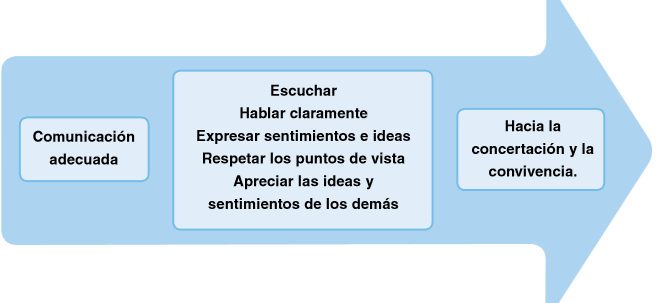 Comunicación
adecuada
Escuchar
Hablar claramente
Expresar sentimientos e ideas
Respetar los puntos de vista
Apreciar las ideas y
sentimientos de los demás
Hacia la
concertación y la
convivencia.